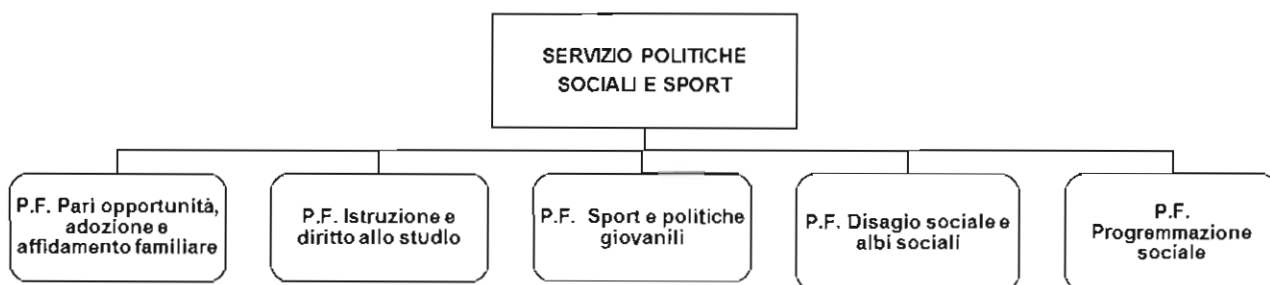 SERVIZIO POLITICHE
SOCIALI E SPORT
P.F. Pari opportunità,
adozione e
affidamento familiare
P.F. Istruzione e
diritto allo studio
P.F. Sport e politiche
giovanili
P.F. Disagio sociale e
albi sociali
P.F.
Progremmazione
sociale